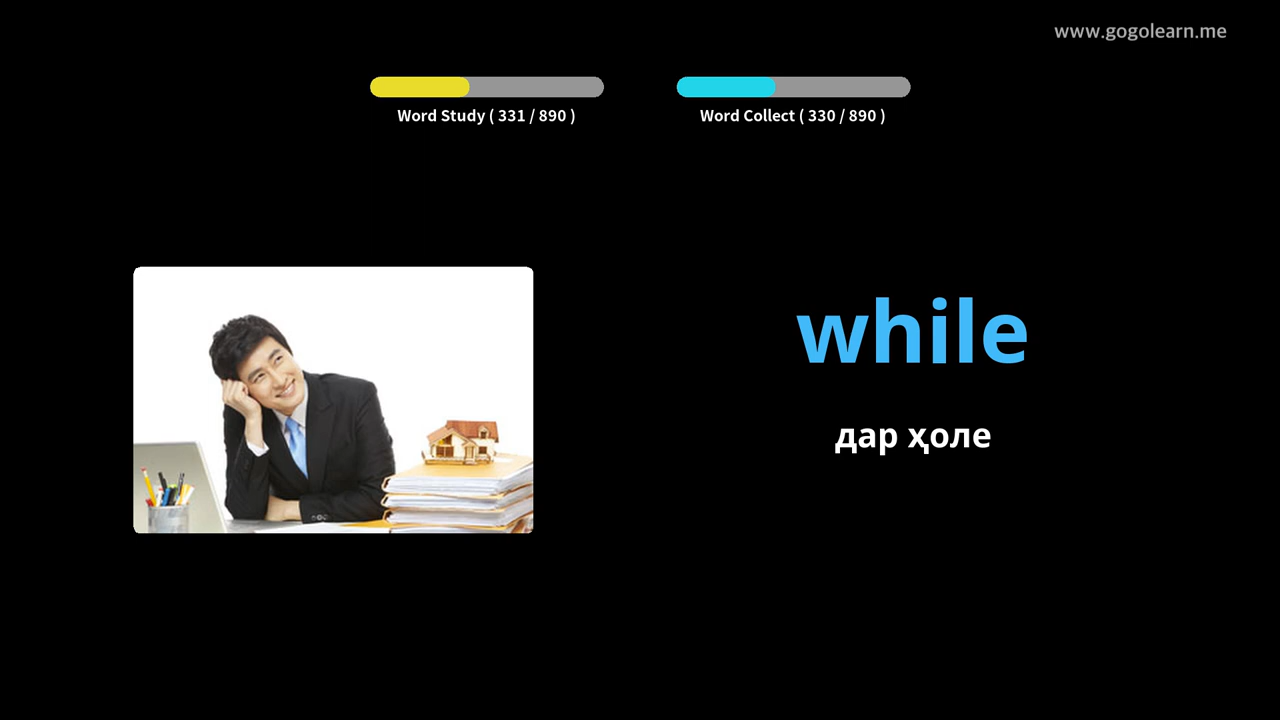 www.gogolearn.me
Word Study ( 331 / 890 )
Word Collect ( 330 / 890 )
while
дар ҳоле